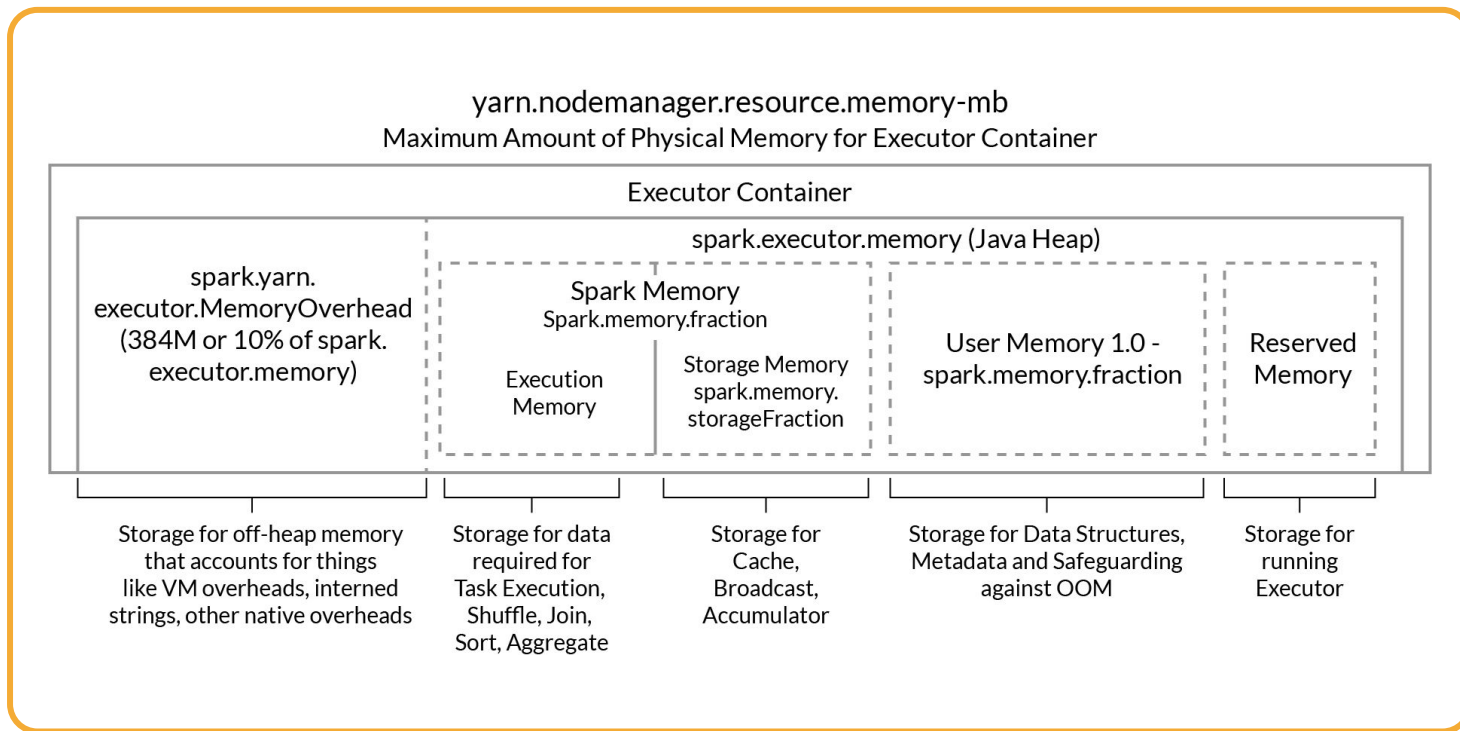 yarn.nodemanager.resource.memory-mb
Maximum Amount of Physical Memory for Executor Container
Executor Container
spark.yarn.
executor.MemoryOverhead
(384M or 10% of spark.
executor.memory)
spark.executor.memory (Java Heap)
Spark Memory
Spark.memory.fraction
Execution
Memory
Storage Memory
spark.memory.
storageFraction
User Memory 1.0 -
spark.memory.fraction
Reserved
Memory
Storage for off-heap memory
that accounts for things
like VM overheads, interned
strings, other native overheads
Storage for data
required for
Task Execution,
Shuffle, Join,
Sort, Aggregate
Storage for
Cache,
Broadcast,
Accumulator
Storage for Data Structures,
Metadata and Safeguarding
against OOM
Storage for
running
Executor